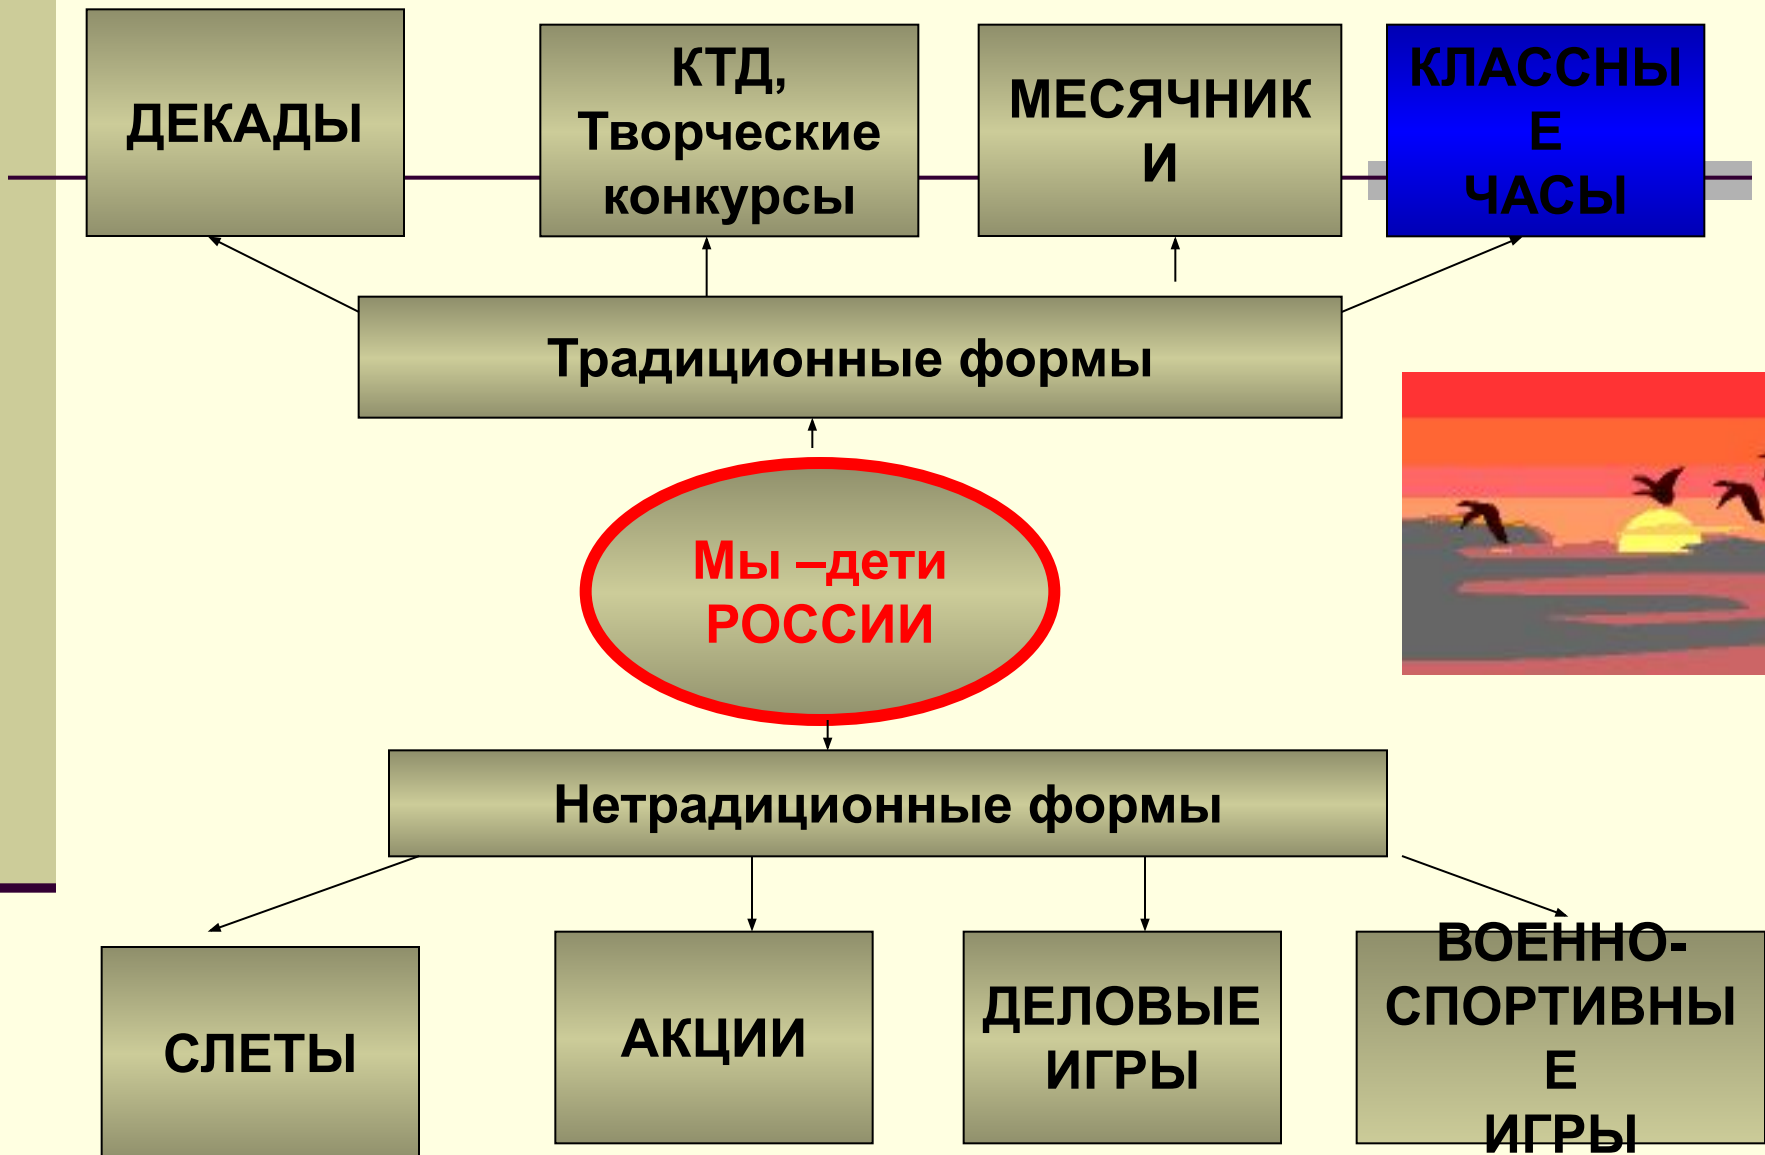 ДЕКАДЫ
КТД,
Творческие
конкурсы
МЕСЯЧНИК
И
КЛАССНЫ
Е
ЧАСЫ
Традиционные формы
Мы –дети
РОССИИ
Нетрадиционные формы
СЛЕТЫ
АКЦИИ
ДЕЛОВЫЕ
ИГРЫ
ВОЕННО-
СПОРТИВНЫ
Е
ИГРЫ